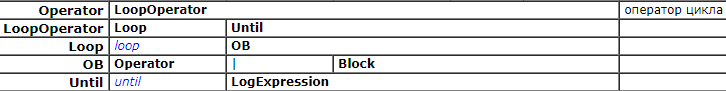 Operator LoopOperator оператор цикла
LoopOperator Loop Until
Loop loop OB
OB Operator | Block
Until until LogExpression